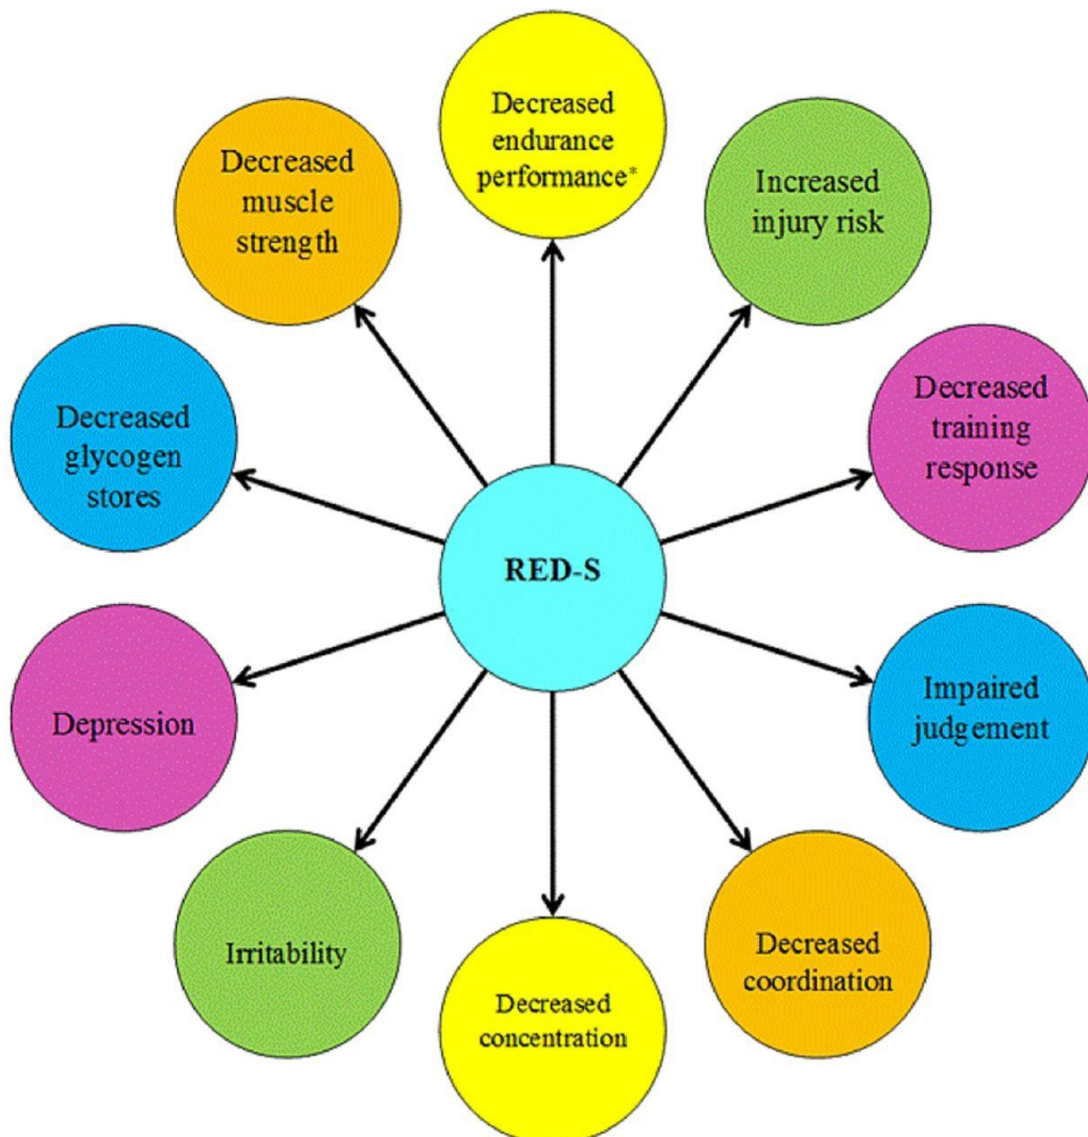 Decreased
endurance
performance*
Increased
injury risk
Decreased
training
response
Impaired
judgement
Decreased
coordination
Decreased
concentration
Irritability
Depression
Decreased
glycogen
stores
Decreased
muscle
strength
RED-S